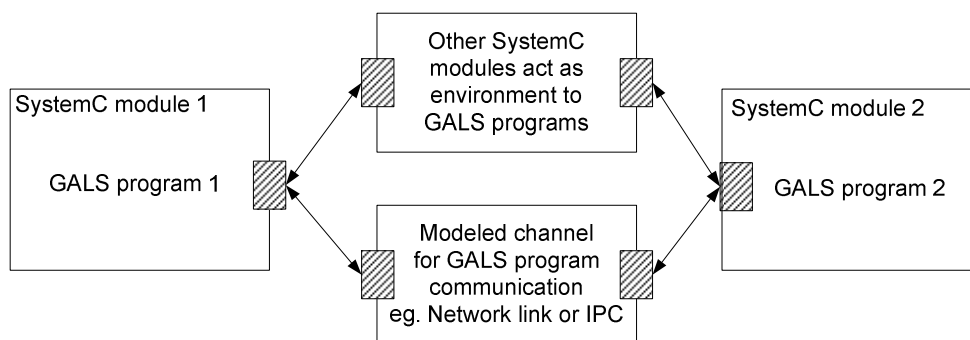 SystemC module 1
GALS program 1
Other SystemC
modules act as
environment to
GALS programs
Modeled channel
for GALS program
communication
eg. Network link or IPC
SystemC module 2
GALS program 2